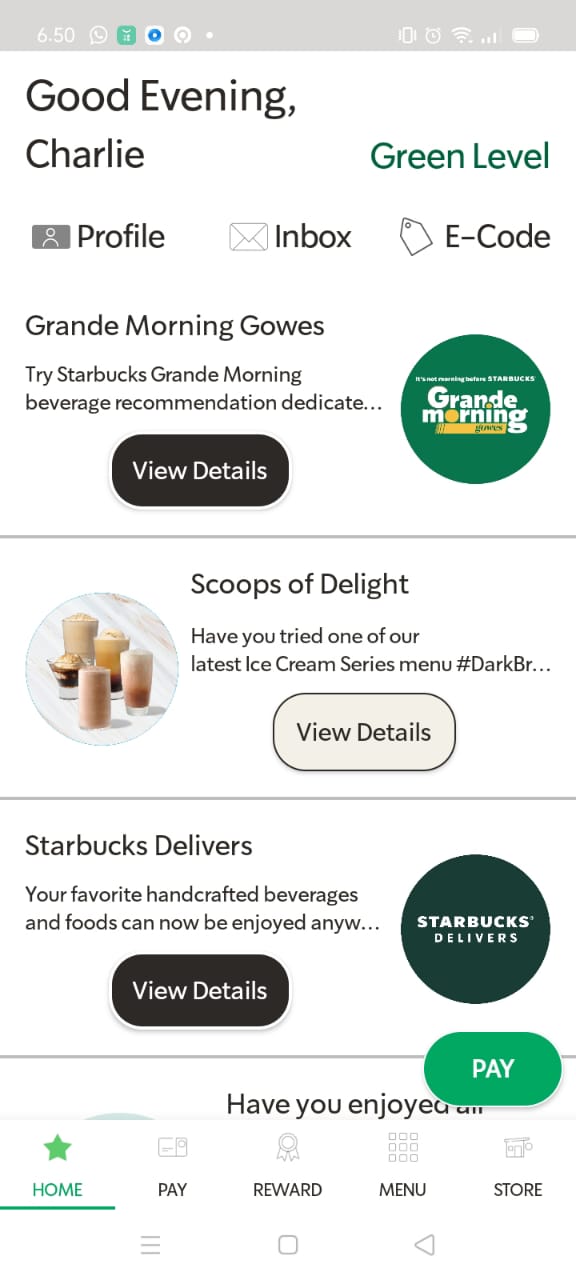 6.50
Good Evening,
Charlie
Green Level
Profile
Inbox
E-Code
Grande Morning Gowes
Try Starbucks Grande Morning
beverage recommendation dedicate...
It's not morning before STARBUCKS
Grande
morning
gowes
View Details
Scoops of Delight
Have you tried one of our
latest Ice Cream Series menu #DarkBr...
View Details
Starbucks Delivers
Your favorite handcrafted beverages
and foods can now be enjoyed anyw...
STARBUCKS®
DELIVERS
View Details
PAY
Have you enjoyed all
HOME
PAY
REWARD
MENU
STORE